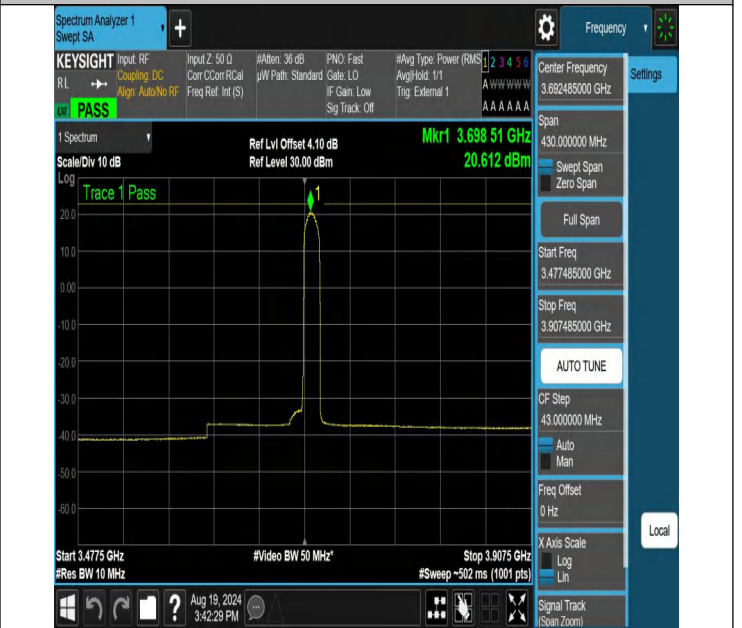 Spectrum Analyzer 1
Swept SA
+
Frequency
KEYSIGHT
RL
PASS
Input: RF
Coupling: DC
Align: Auto/No RF
Input Z: 50 Ω
Corr CCorr RCal
Freq Ref: Int (S)
#Atten: 36 dB
µW Path: Standard
PNO: Fast
Gate: LO
IF Gain: Low
Sig Track: Off
#Avg Type: Power (RMS
Avg|Hold: 1/1
Trig: External 1
1 2 3 4 5 6
A W W W W W
A A A A A A
1 Spectrum
Scale/Div 10 dB
Log
Ref Lvl Offset 4.10 dB
Ref Level 30.00 dBm
Mkr1 3.698 51 GHz
20.612 dBm
Trace 1 Pass
1
20.0
10.0
0.00
-10.0
-20.0
-30.0
-40.0
-50.0
-60.0
Start 3.4775 GHz
#Res BW 10 MHz
#Video BW 50 MHz*
Stop 3.9075 GHz
#Sweep ~502 ms (1001 pts)
Center Frequency
3.692485000 GHz
Settings
Span
430.000000 MHz
Swept Span
Zero Span
Full Span
Start Freq
3.477485000 GHz
Stop Freq
3.907485000 GHz
AUTO TUNE
CF Step
43.000000 MHz
Auto
Man
Freq Offset
0 Hz
Local
X Axis Scale
Log
Lin
Signal Track
(Span Zoom)
?
Aug 19, 2024
3:42:29 PM